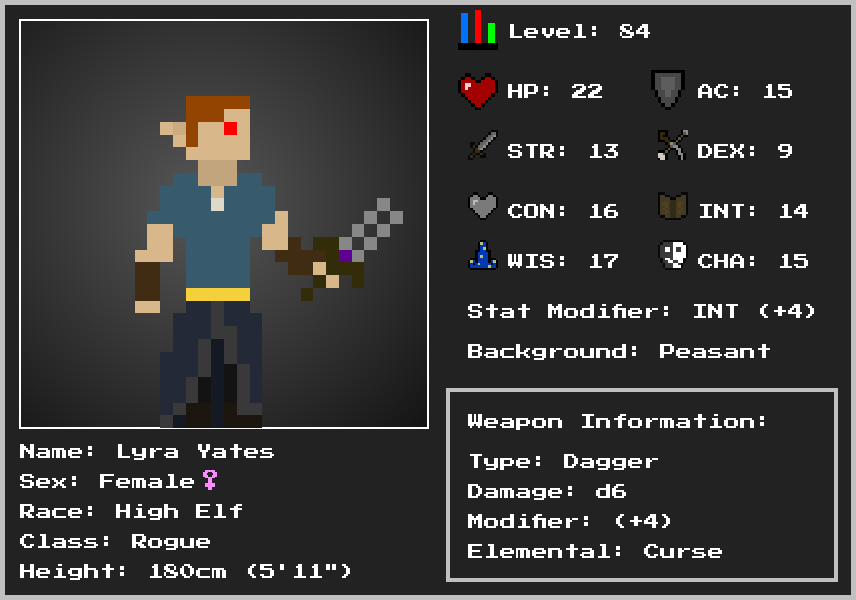 Level: 84
HP: 22
AC: 15
STR: 13
DEX: 9
CON: 16
INT: 14
WIS: 17
CHA: 15
Stat Modifier: INT (+4)
Background: Peasant
Weapon Information:
Type: Dagger
Damage: d6
Modifier: (+4)
Elemental: Curse
Name: Lyra Yates
Sex: Female♀
Race: High Elf
Class: Rogue
Height: 180cm (5'11")